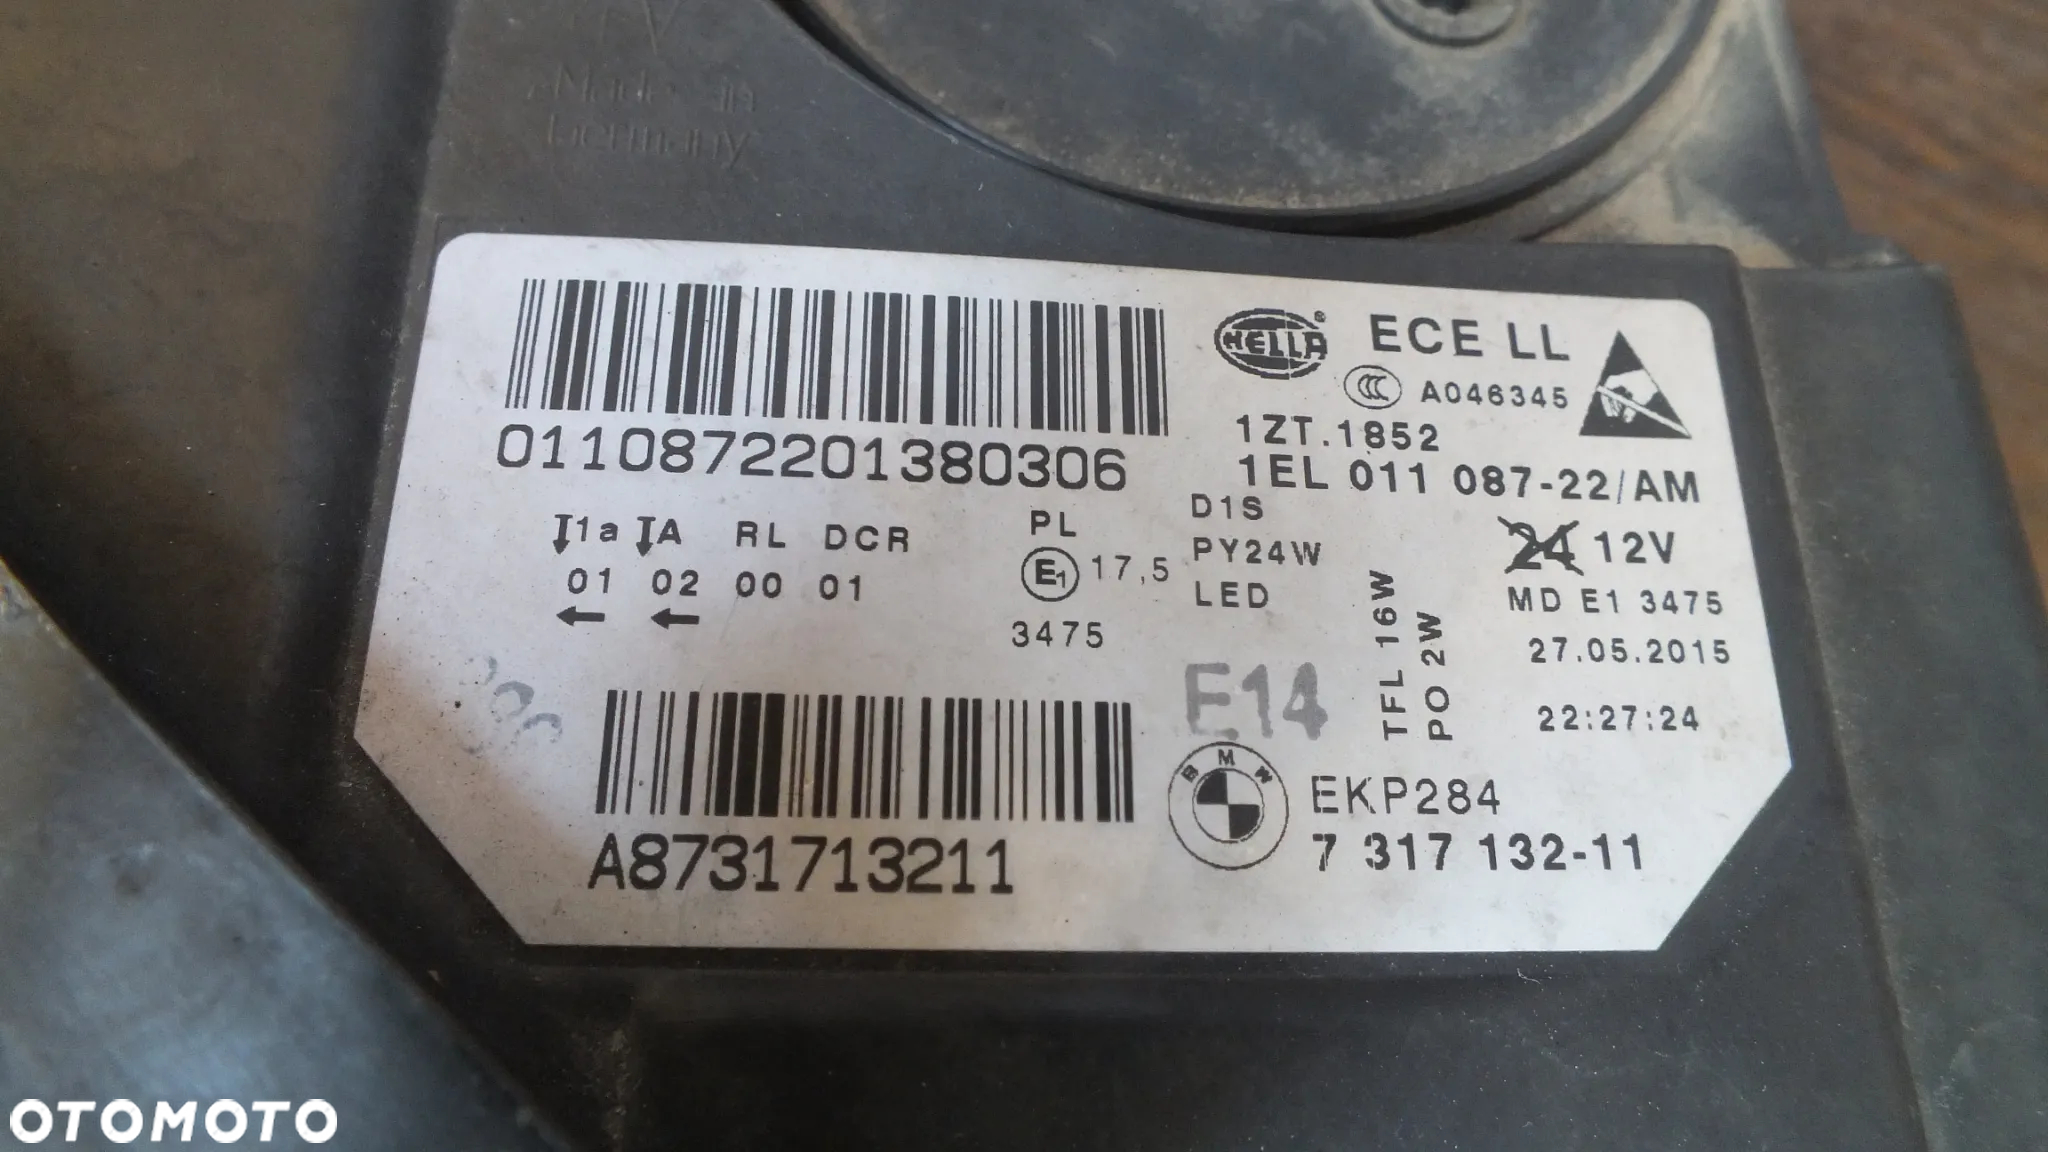 Made in
Germany
0110872201380306
HELLA ®
ECE LL
CCC A046345
1ZT.1852
1EL 011 087-22/AM
1a A RL DCR
01 02 00 01
PL
E1 17,5
3475
D1S
PY24W
LED
TFL 16W
PO 2W
24 12V
MD E1 3475
27.05.2015
22:27:24
E14
A8731713211
BMW
EKP284
7 317 132-11
OTOMOTO